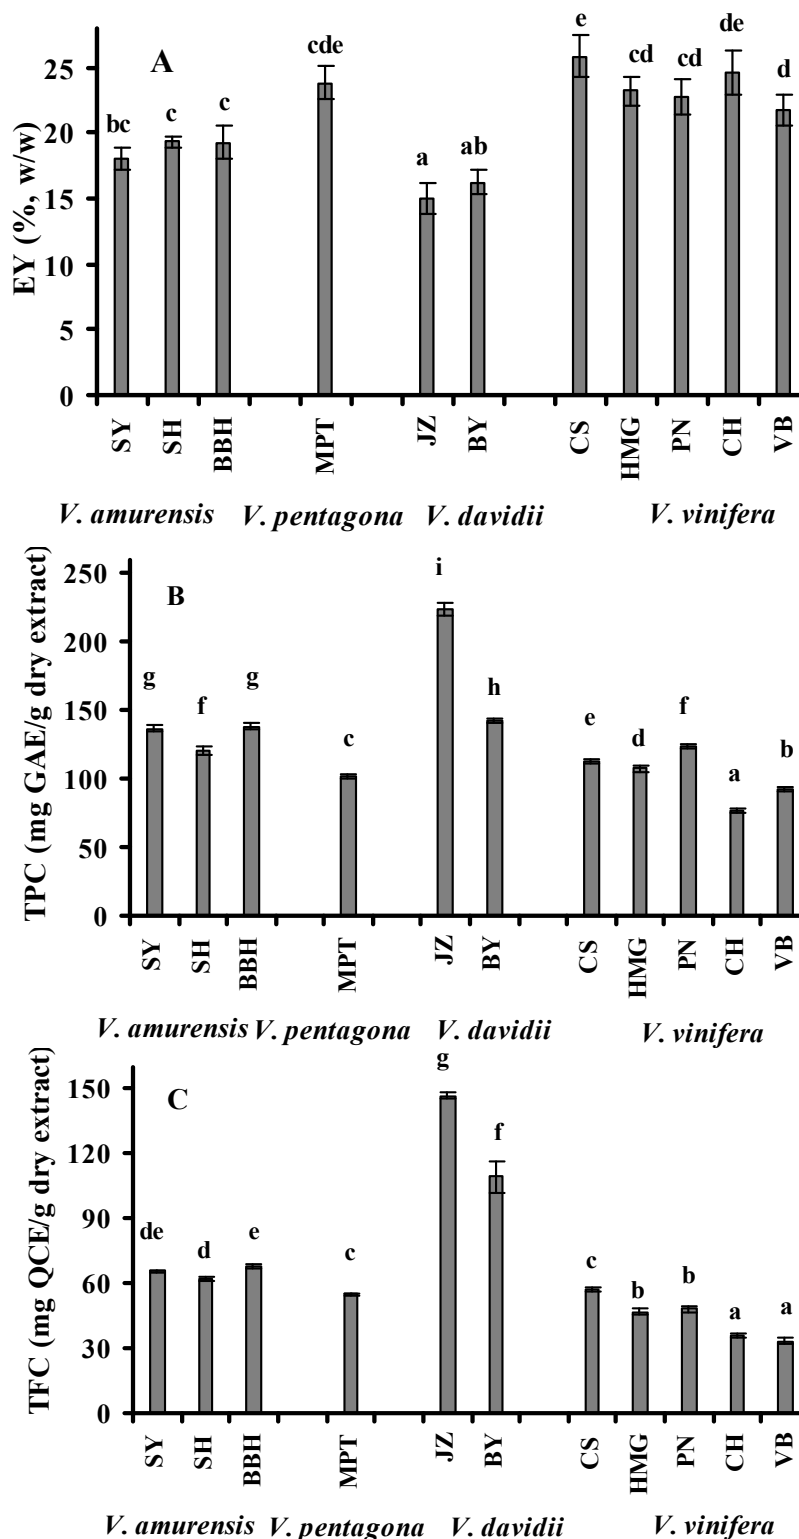 A
EY (%, w/w)
25
20
15
10
5
0
bc c c cde a ab e cd cd de d
SY SH BBH MPT JZ BY CS HMG PN CH VB
V. amurensis V. pentagona V. davidii V. vinifera
B
TPC (mg GAE/g dry extract)
250
200
150
100
50
0
g f g c i h e d f a b
SY SH BBH MPT JZ BY CS HMG PN CH VB
V. amurensis V. pentagona V. davidii V. vinifera
C
TFC (mg QCE/g dry extract)
150
120
90
60
30
0
de d e c g f c b b a a
SY SH BBH MPT JZ BY CS HMG PN CH VB
V. amurensis V. pentagona V. davidii V. vinifera